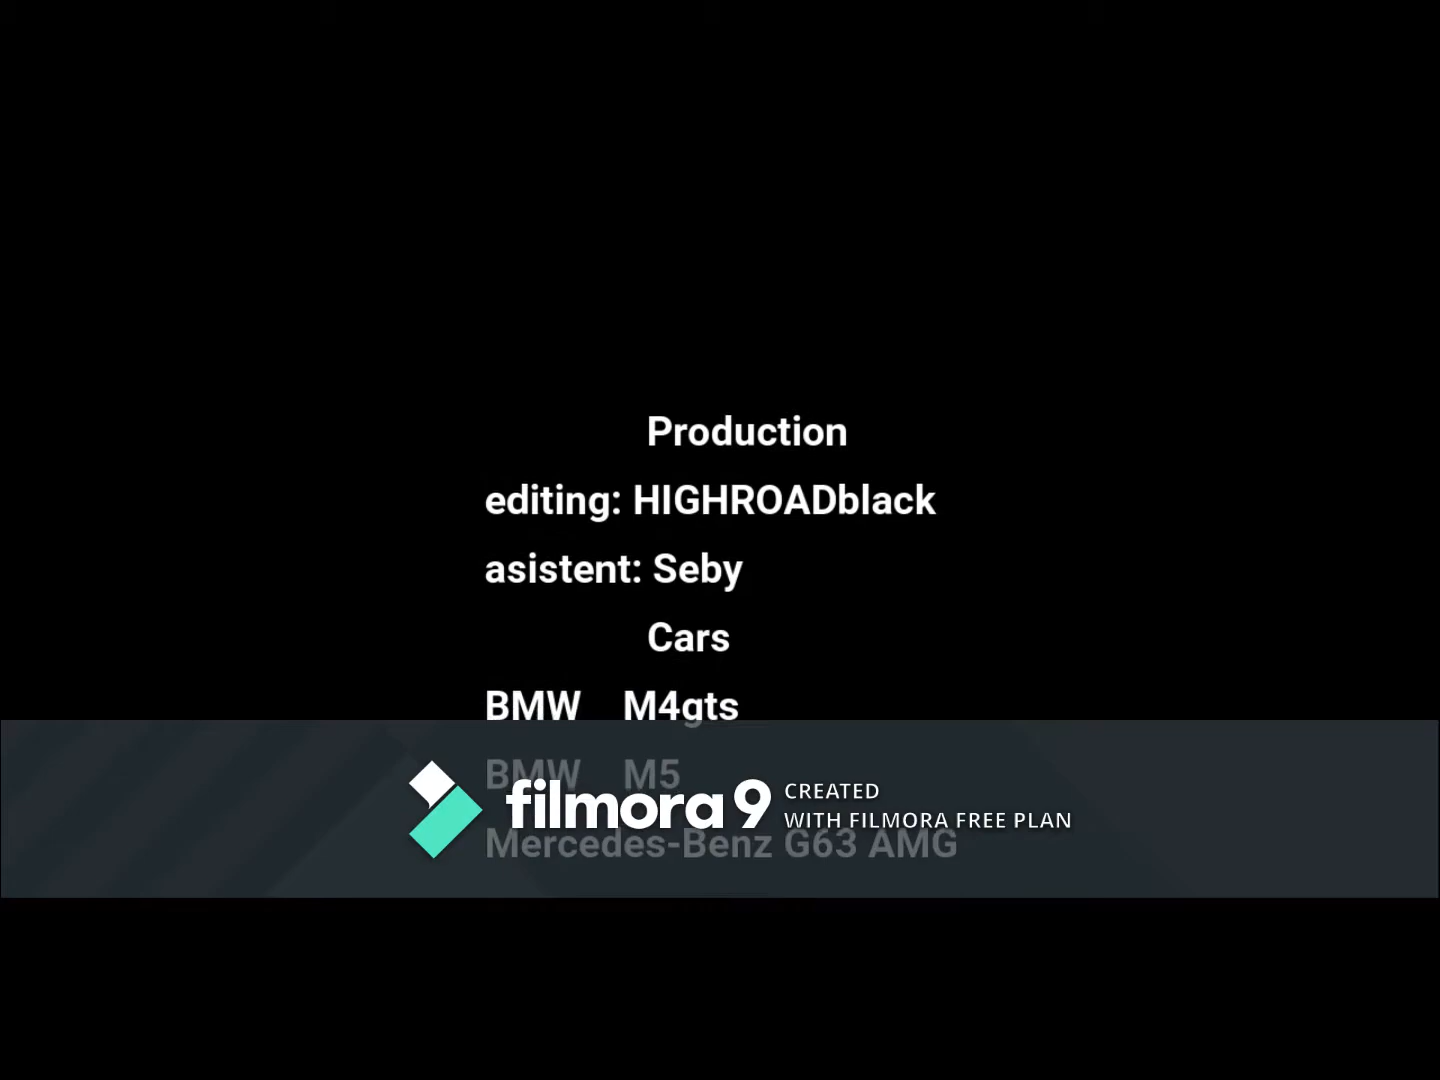 Production
editing: HIGHROADblack
asistent: Seby
Cars
BMW M4gts
BMW M5
filmora 9 CREATED
WITH FILMORA FREE PLAN
Mercedes-Benz G63 AMG